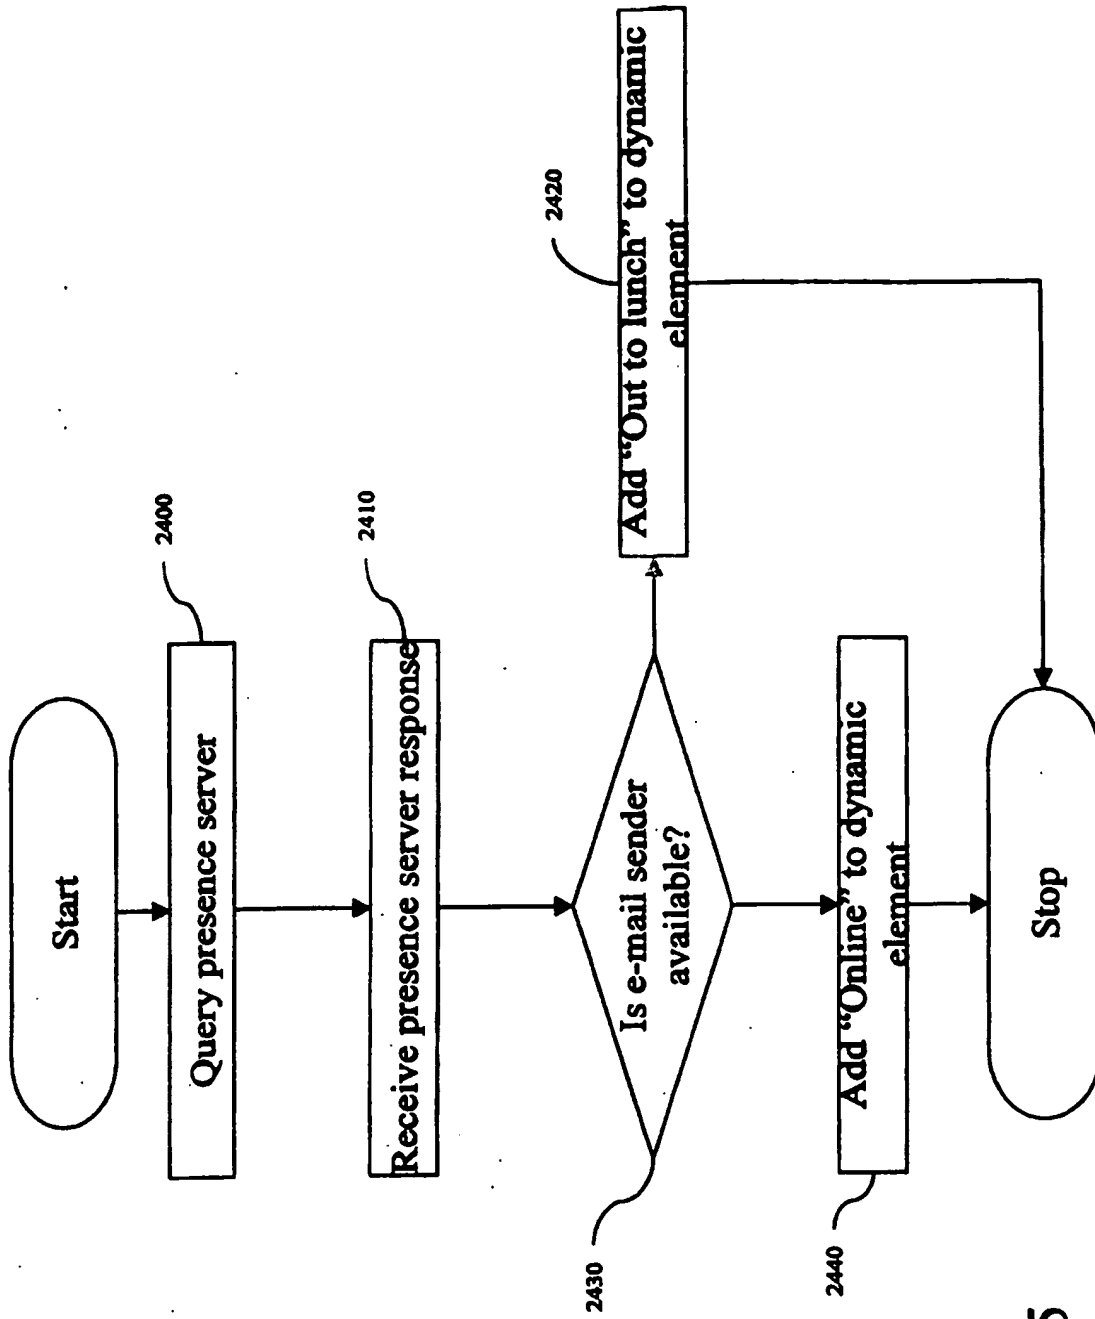 Start
2400
Query presence server
2410
Receive presence server response
2430
Is e-mail sender
available?
2420
Add “Out to lunch” to dynamic
element
2440
Add “Online” to dynamic
element
Stop
5